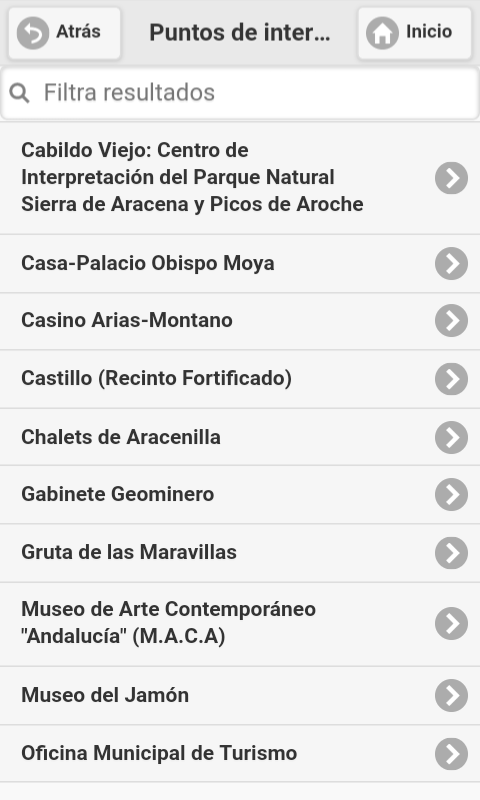 Atrás
Puntos de inter...
Inicio
Filtra resultados
Cabildo Viejo: Centro de
Interpretación del Parque Natural
Sierra de Aracena y Picos de Aroche
Casa-Palacio Obispo Moya
Casino Arias-Montano
Castillo (Recinto Fortificado)
Chalets de Aracenilla
Gabinete Geominero
Gruta de las Maravillas
Museo de Arte Contemporáneo
"Andalucía" (M.A.C.A)
Museo del Jamón
Oficina Municipal de Turismo